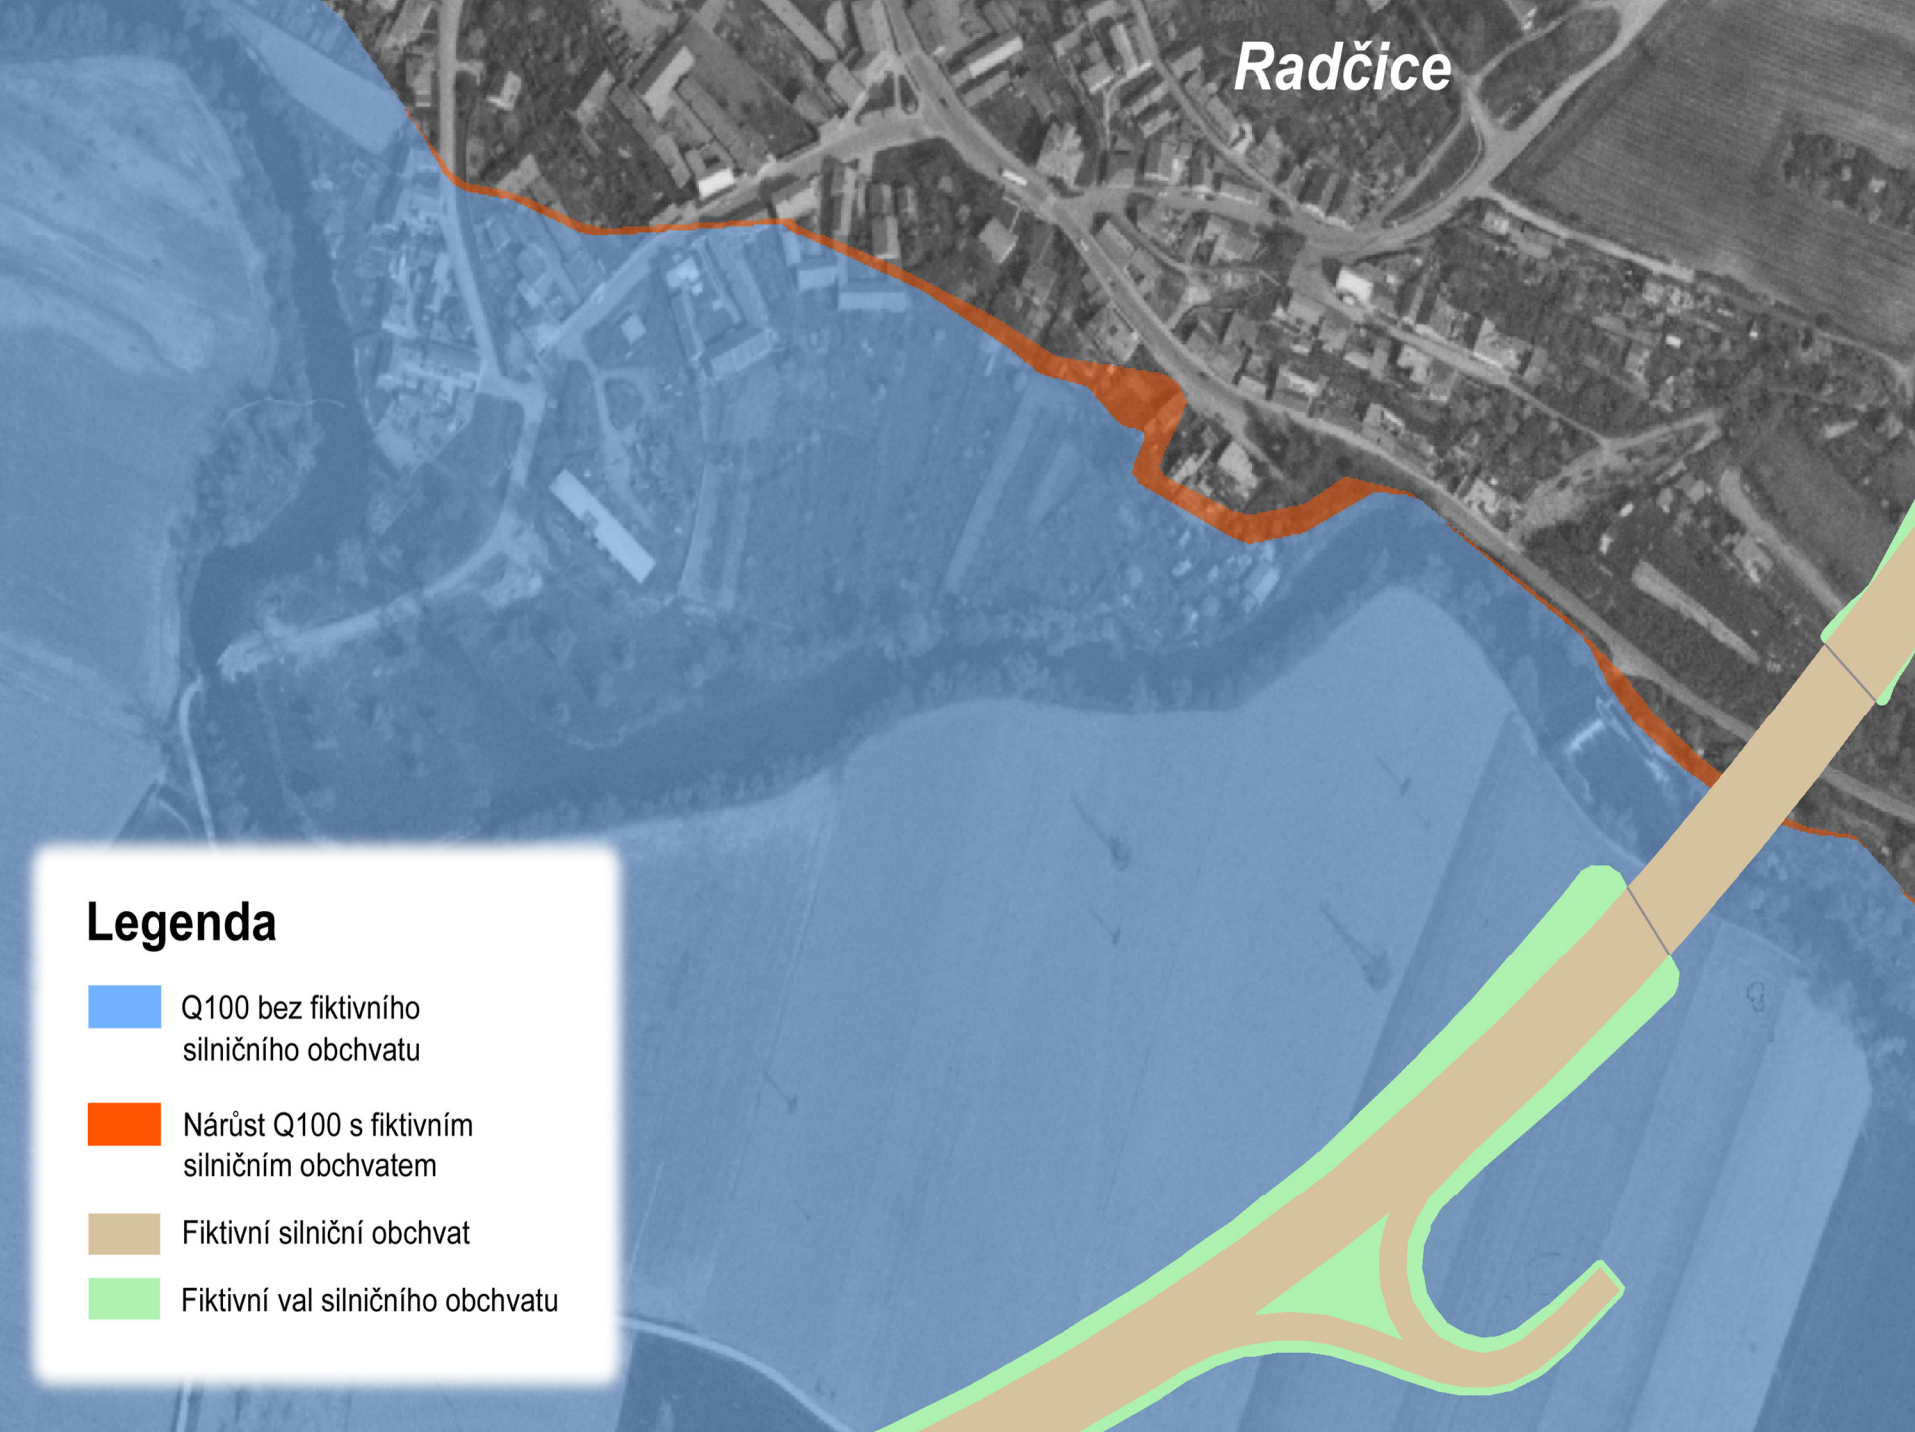 Radčice
Legenda
Q100 bez fiktivního
silničního obchvatu
Nárůst Q100 s fiktivním
silničním obchvatem
Fiktivní silniční obchvat
Fiktivní val silničního obchvatu